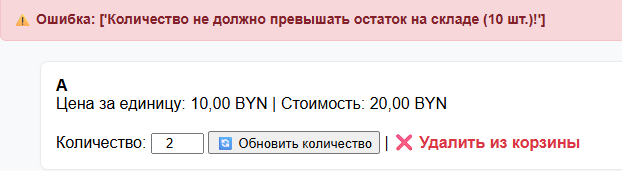 ⚠️ Ошибка: ['Количество не должно превышать остаток на складе (10 шт.)!']
A
Цена за единицу: 10,00 BYN | Стоимость: 20,00 BYN
Количество: 2 🔄 Обновить количество | ❌ Удалить из корзины